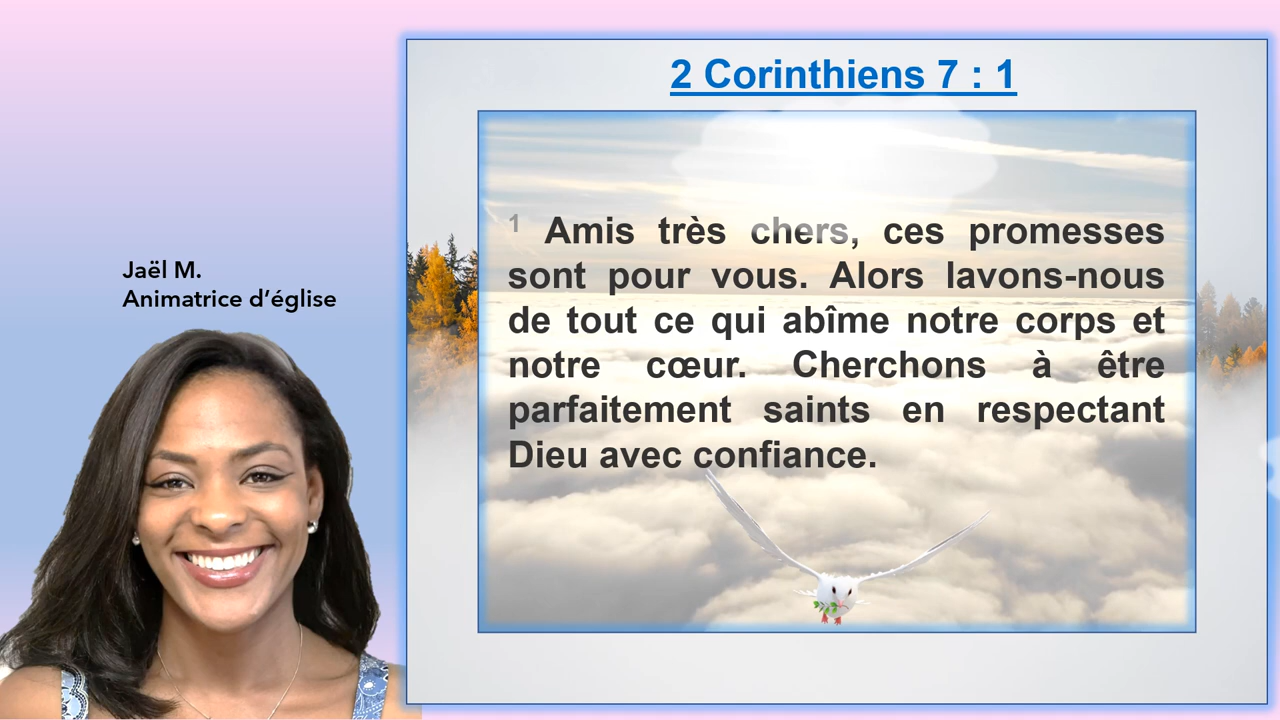 2 Corinthiens 7 : 1
1 Amis très chers, ces promesses
sont pour vous. Alors lavons-nous
de tout ce qui abîme notre corps et
notre cœur. Cherchons à être
parfaitement saints en respectant
Dieu avec confiance.
Jaël M.
Animatrice d’église